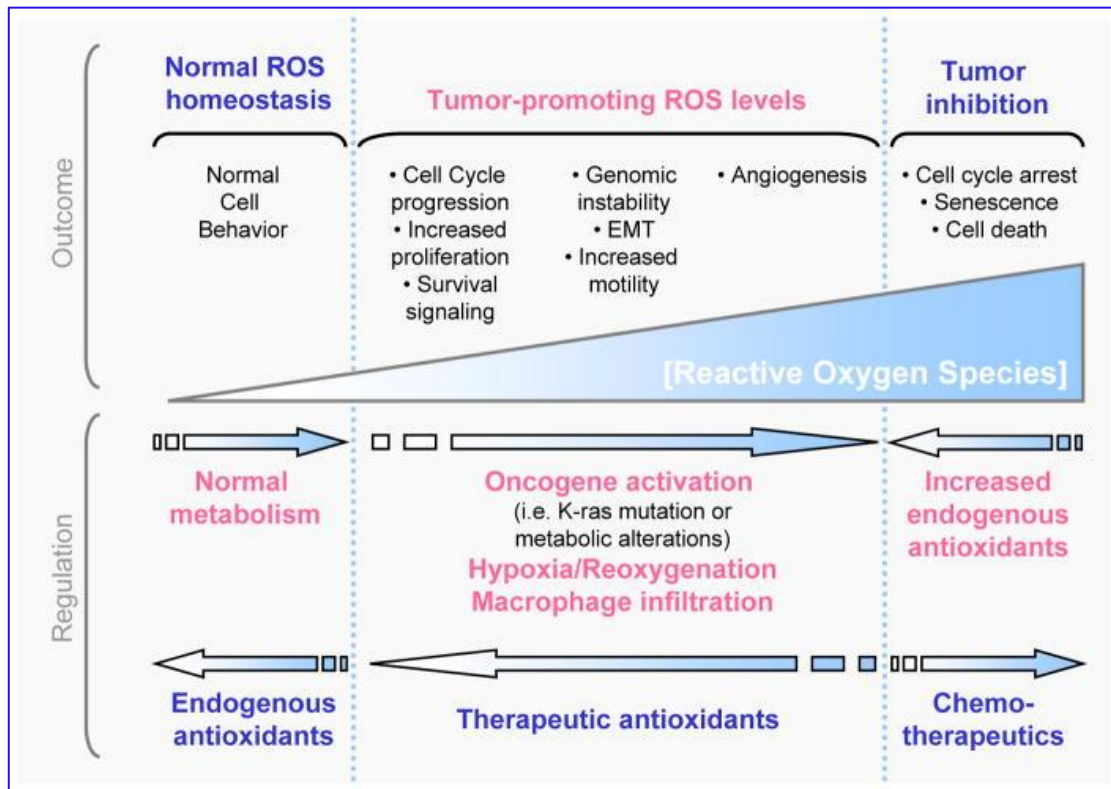 Outcome
Normal ROS
homeostasis
Tumor-promoting ROS levels
Tumor
inhibition
Normal
Cell
Behavior
• Cell Cycle
progression
• Increased
proliferation
• Survival
signaling
• Genomic
instability
• EMT
• Increased
motility
• Angiogenesis
• Cell cycle arrest
• Senescence
• Cell death
[Reactive Oxygen Species]
Regulation
Normal
metabolism
Oncogene activation
(i.e. K-ras mutation or
metabolic alterations)
Hypoxia/Reoxygenation
Macrophage infiltration
Increased
endogenous
antioxidants
Endogenous
antioxidants
Therapeutic antioxidants
Chemo-
therapeutics